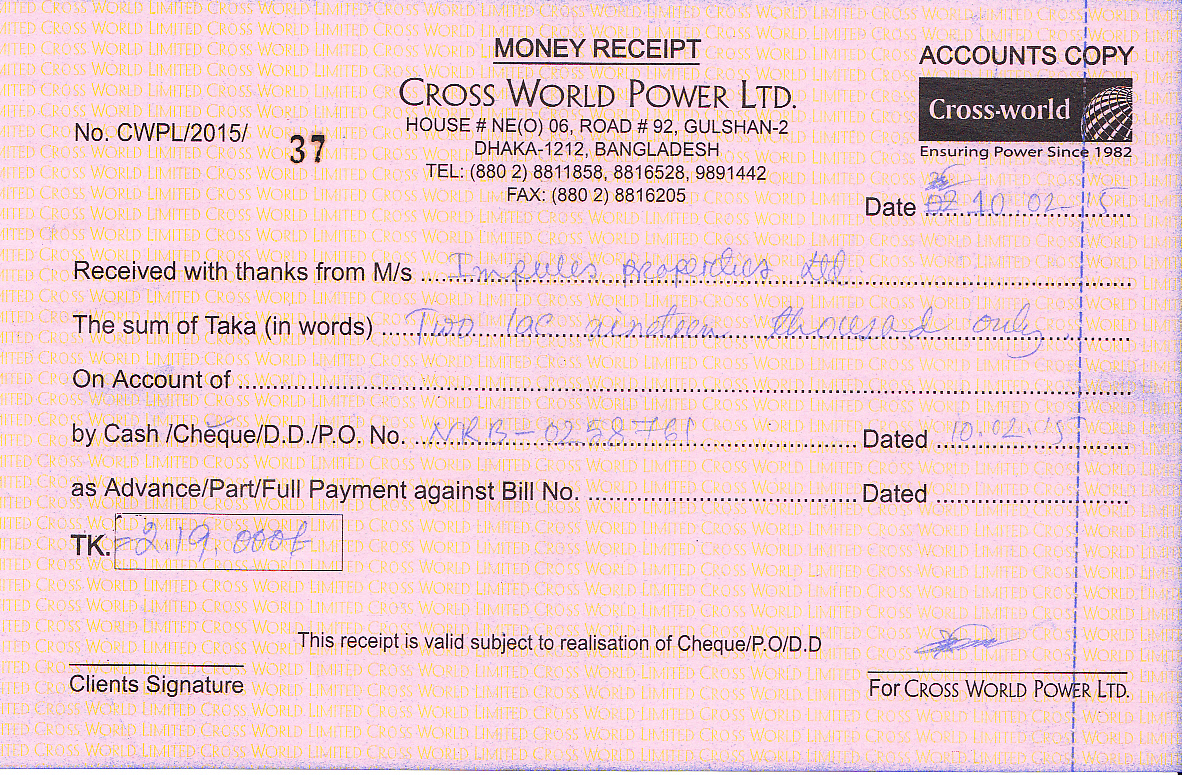 MONEY RECEIPT
ACCOUNTS COPY
CROSS WORLD POWER LTD.
Cross-world
Ensuring Power Since 1982
No. CWPL/2015/ 37
HOUSE # NE(O) 06, ROAD # 92, GULSHAN-2
DHAKA-1212, BANGLADESH
TEL: (880 2) 8811858, 8816528, 9891442
FAX: (880 2) 8816205
Date 10.02-15
Received with thanks from M/s Impules properties Ltd
The sum of Taka (in words) Two lac nineteen thousad only.
On Account of
by Cash /Cheque/D.D./P.O. No. NRB-0258761 Dated 10.02.15
as Advance/Part/Full Payment against Bill No. Dated
TK. =2.19.000/
This receipt is valid subject to realisation of Cheque/P.O/D.D
Clients Signature
For CROSS WORLD POWER LTD.